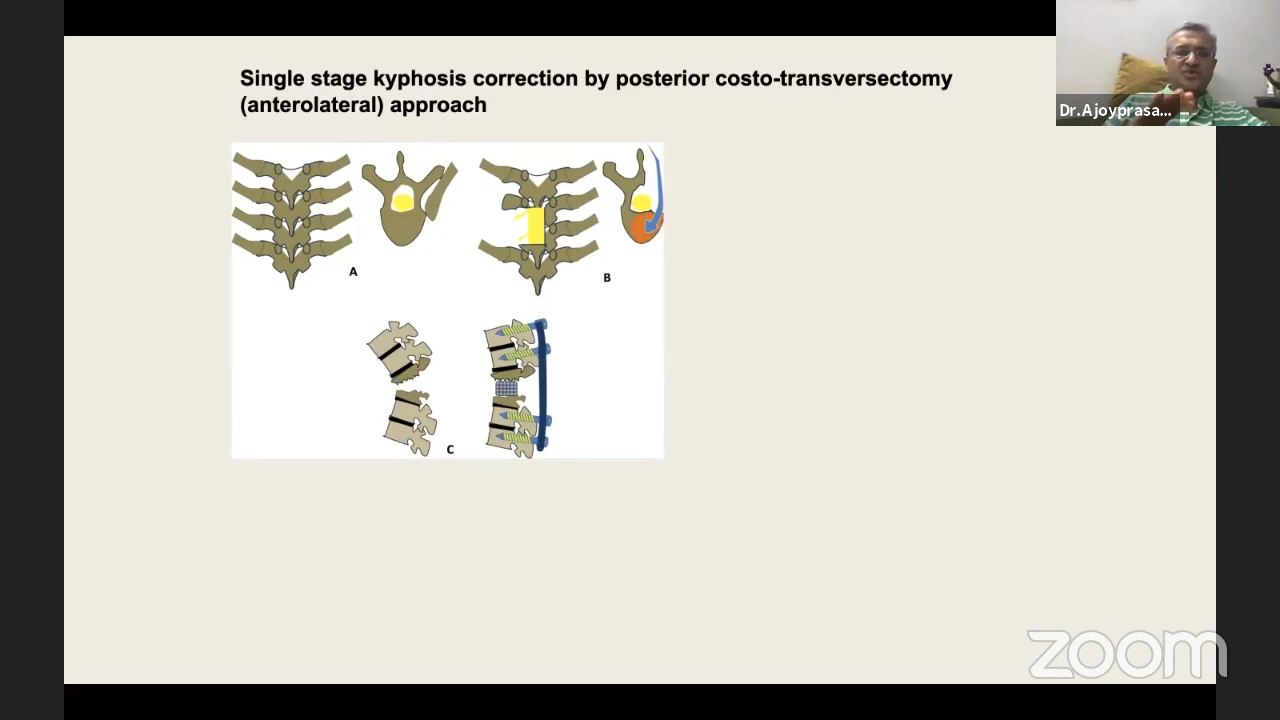 Single stage kyphosis correction by posterior costo-transversectomy
(anterolateral) approach
Dr.Ajoyprasa...
A
B
C
zoom